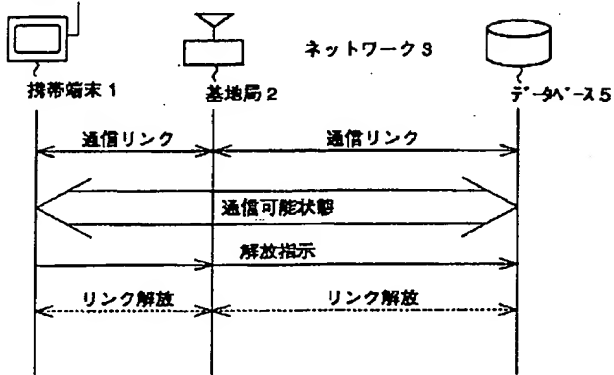 ネットワーク3
携帯端末1
基地局2
データベース5
通信リンク
通信リンク
通信可能状態
解放指示
リンク解放
リンク解放